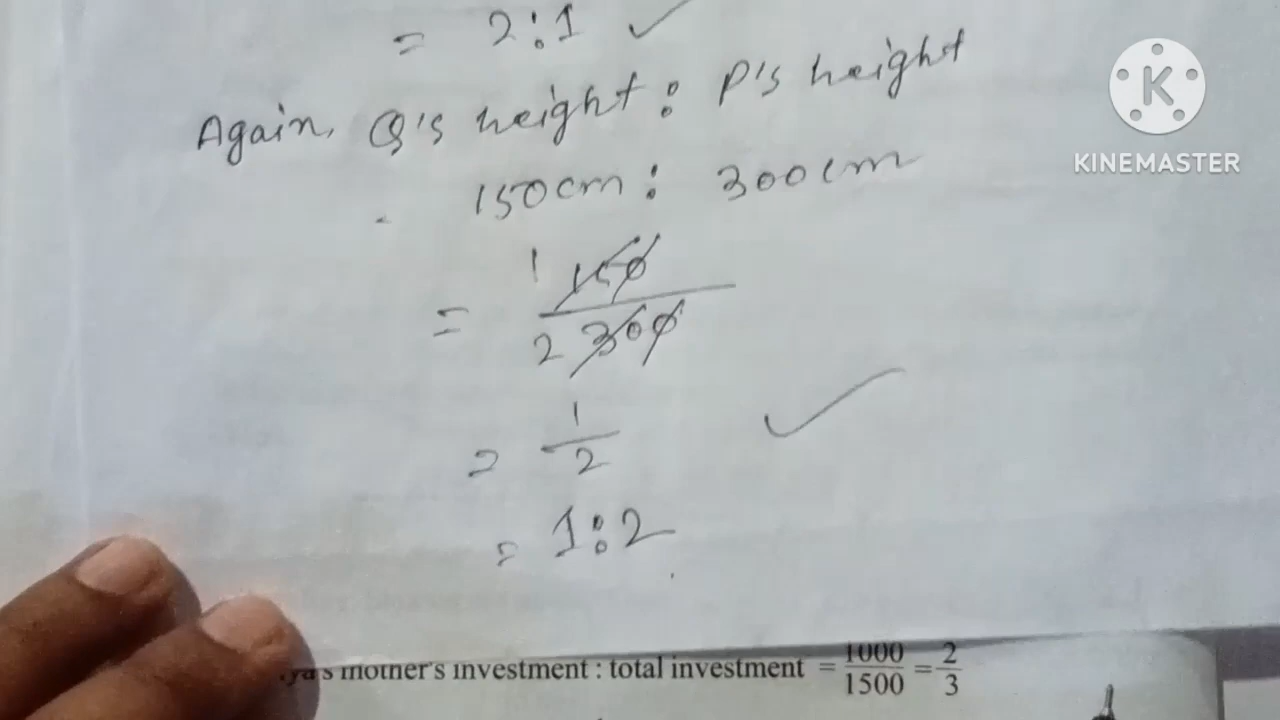 = 2:1 ✓
Again, Q's height : P's height
150cm : 300cm
= 1 150
2 300
= 1
2
= 1:2
KINEMASTER
's mother's investment : total investment = 1000/1500 = 2/3